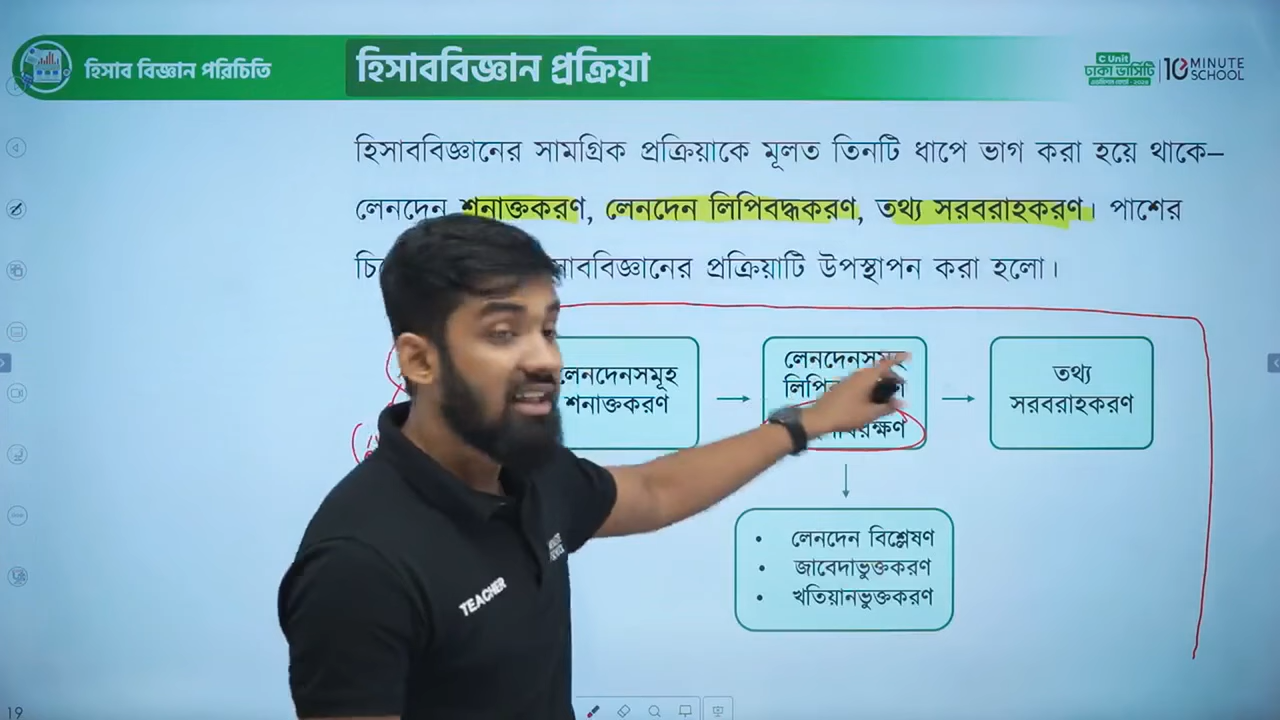 হিসাব বিজ্ঞান পরিচিতি
হিসাববিজ্ঞান প্রক্রিয়া
C Unit
ঢাকা ভার্সিটি
10 MINUTE SCHOOL
হিসাববিজ্ঞানের সামগ্রিক প্রক্রিয়াকে মূলত তিনটি ধাপে ভাগ করা হয়ে থাকে–
লেনদেন শনাক্তকরণ, লেনদেন লিপিবদ্ধকরণ, তথ্য সরবরাহকরণ। পাশের
প্রক্রিয়াটি উপস্থাপন করা হলো।
লেনদেনসমূহ
শনাক্তকরণ
লেনদেনসমূহ
তথ্য
সরবরাহকরণ
• লেনদেন বিশ্লেষণ
• জাবেদাভুক্তকরণ
• খতিয়ানভুক্তকরণ
TEACHER
19